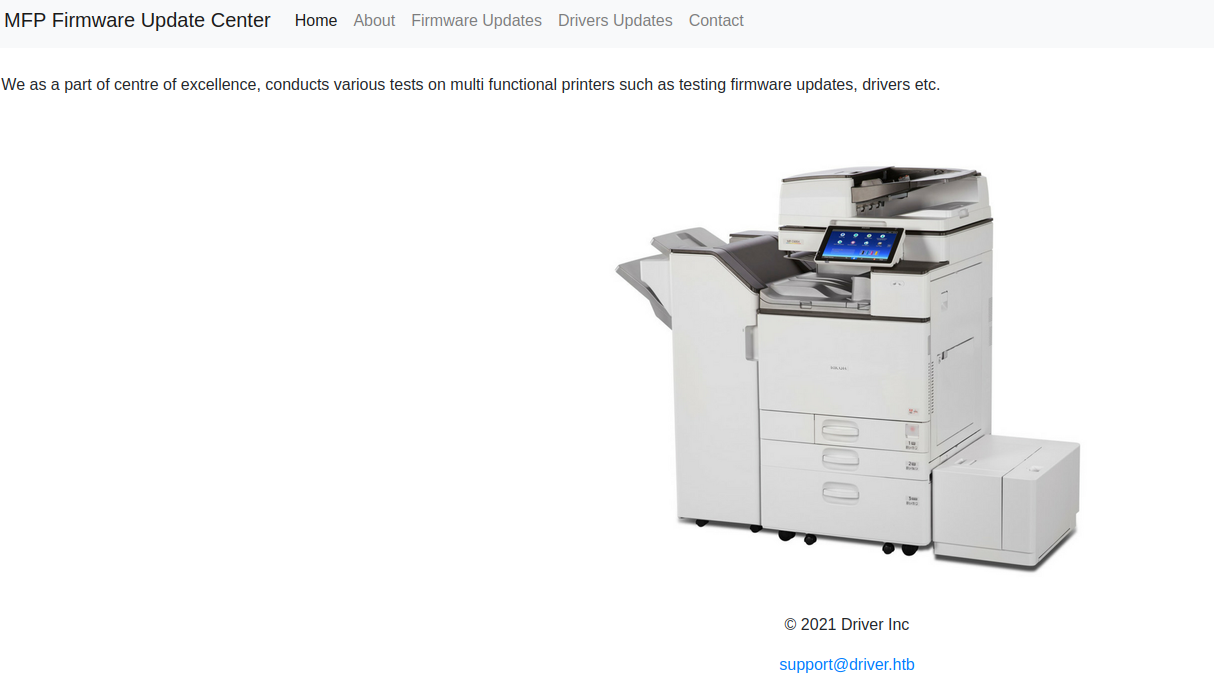 MFP Firmware Update Center Home About Firmware Updates Drivers Updates Contact
We as a part of centre of excellence, conducts various tests on multi functional printers such as testing firmware updates, drivers etc.
© 2021 Driver Inc
support@driver.htb